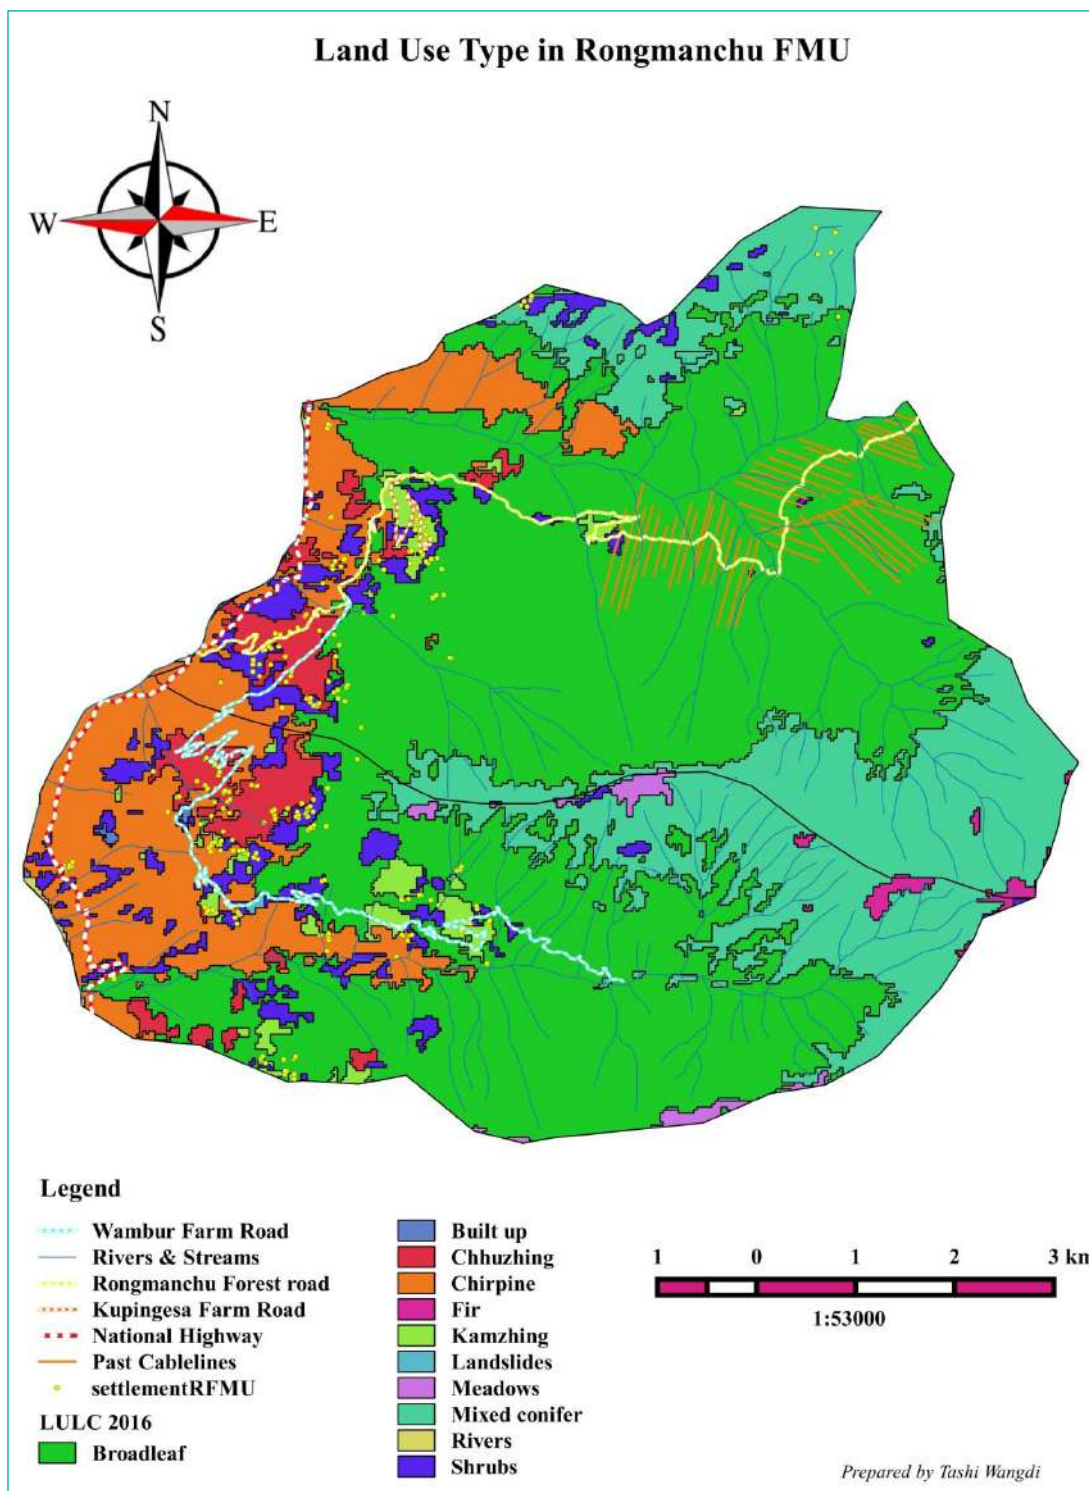 Land Use Type in Rongmanchu FMU
N
W E
S
Legend
Wambur Farm Road
Rivers & Streams
Rongmanchu Forest road
Kupingesa Farm Road
National Highway
Past Cablelines
settlementRFMU
LULC 2016
Broadleaf
Built up
Chhuzhing
Chirpine
Fir
Kamzhing
Landslides
Meadows
Mixed conifer
Rivers
Shrubs
1 0 1 2 3 km
1:53000
Prepared by Tashi Wangdi